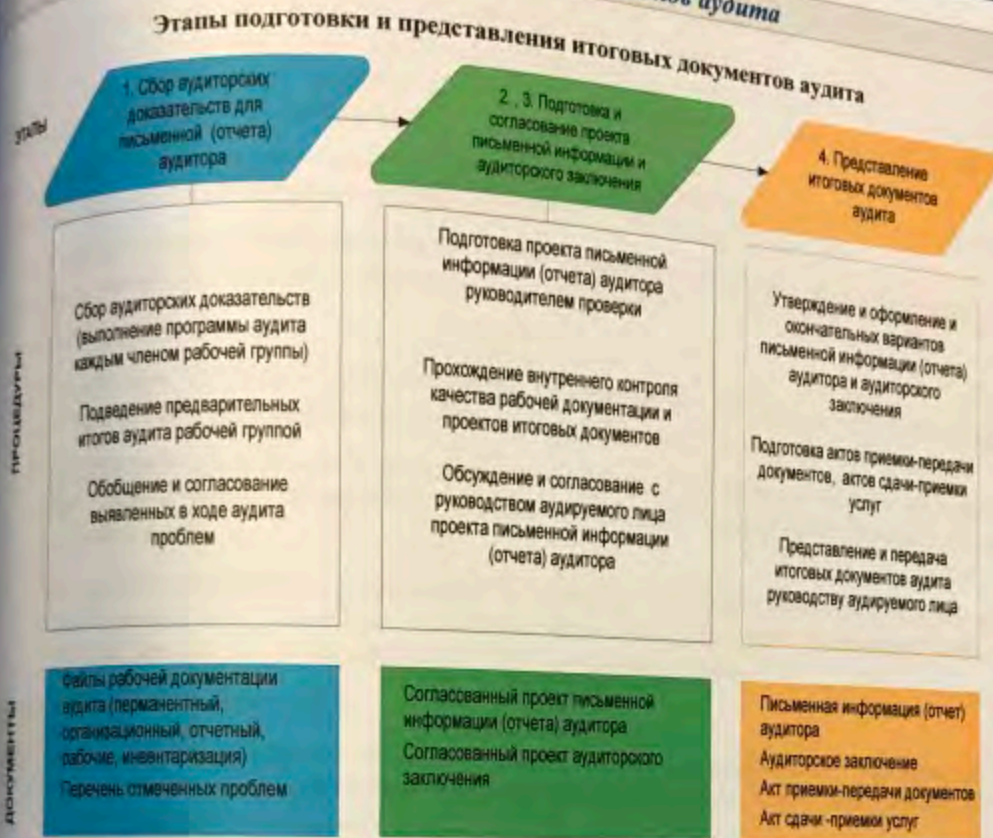 аудита
Этапы подготовки и представления итоговых документов аудита
ЭТАПЫ
1. Сбор аудиторских
доказательств для
письменной (отчета)
аудитора
2. , 3. Подготовка и
согласование проекта
письменной информации и
аудиторского заключения
4. Представление
итоговых документов
аудита
ПРОЦЕДУРЫ
Сбор аудиторских доказательств
(выполнение программы аудита
каждым членом рабочей группы)
Подведение предварительных
итогов аудита рабочей группой
Обобщение и согласование
выявленных в ходе аудита
проблем
Подготовка проекта письменной
информации (отчета) аудитора
руководителем проверки
Прохождение внутреннего контроля
качества рабочей документации и
проектов итоговых документов
Обсуждение и согласование с
руководством аудируемого лица
проекта письменной информации
(отчета) аудитора
Утверждение и оформление и
окончательных вариантов
письменной информации (отчета)
аудитора и аудиторского
заключения
Подготовка актов приемки-передачи
документов, актов сдачи-приемки
услуг
Представление и передача
итоговых документов аудита
руководству аудируемого лица
ДОКУМЕНТЫ
Файлы рабочей документации
аудита (перманентный,
организационный, отчетный,
рабочие, инвентаризация)
Перечень отмеченных проблем
Согласованный проект письменной
информации (отчета) аудитора
Согласованный проект аудиторского
заключения
Письменная информация (отчет)
аудитора
Аудиторское заключение
Акт приемки-передачи документов
Акт сдачи -приемки услуг